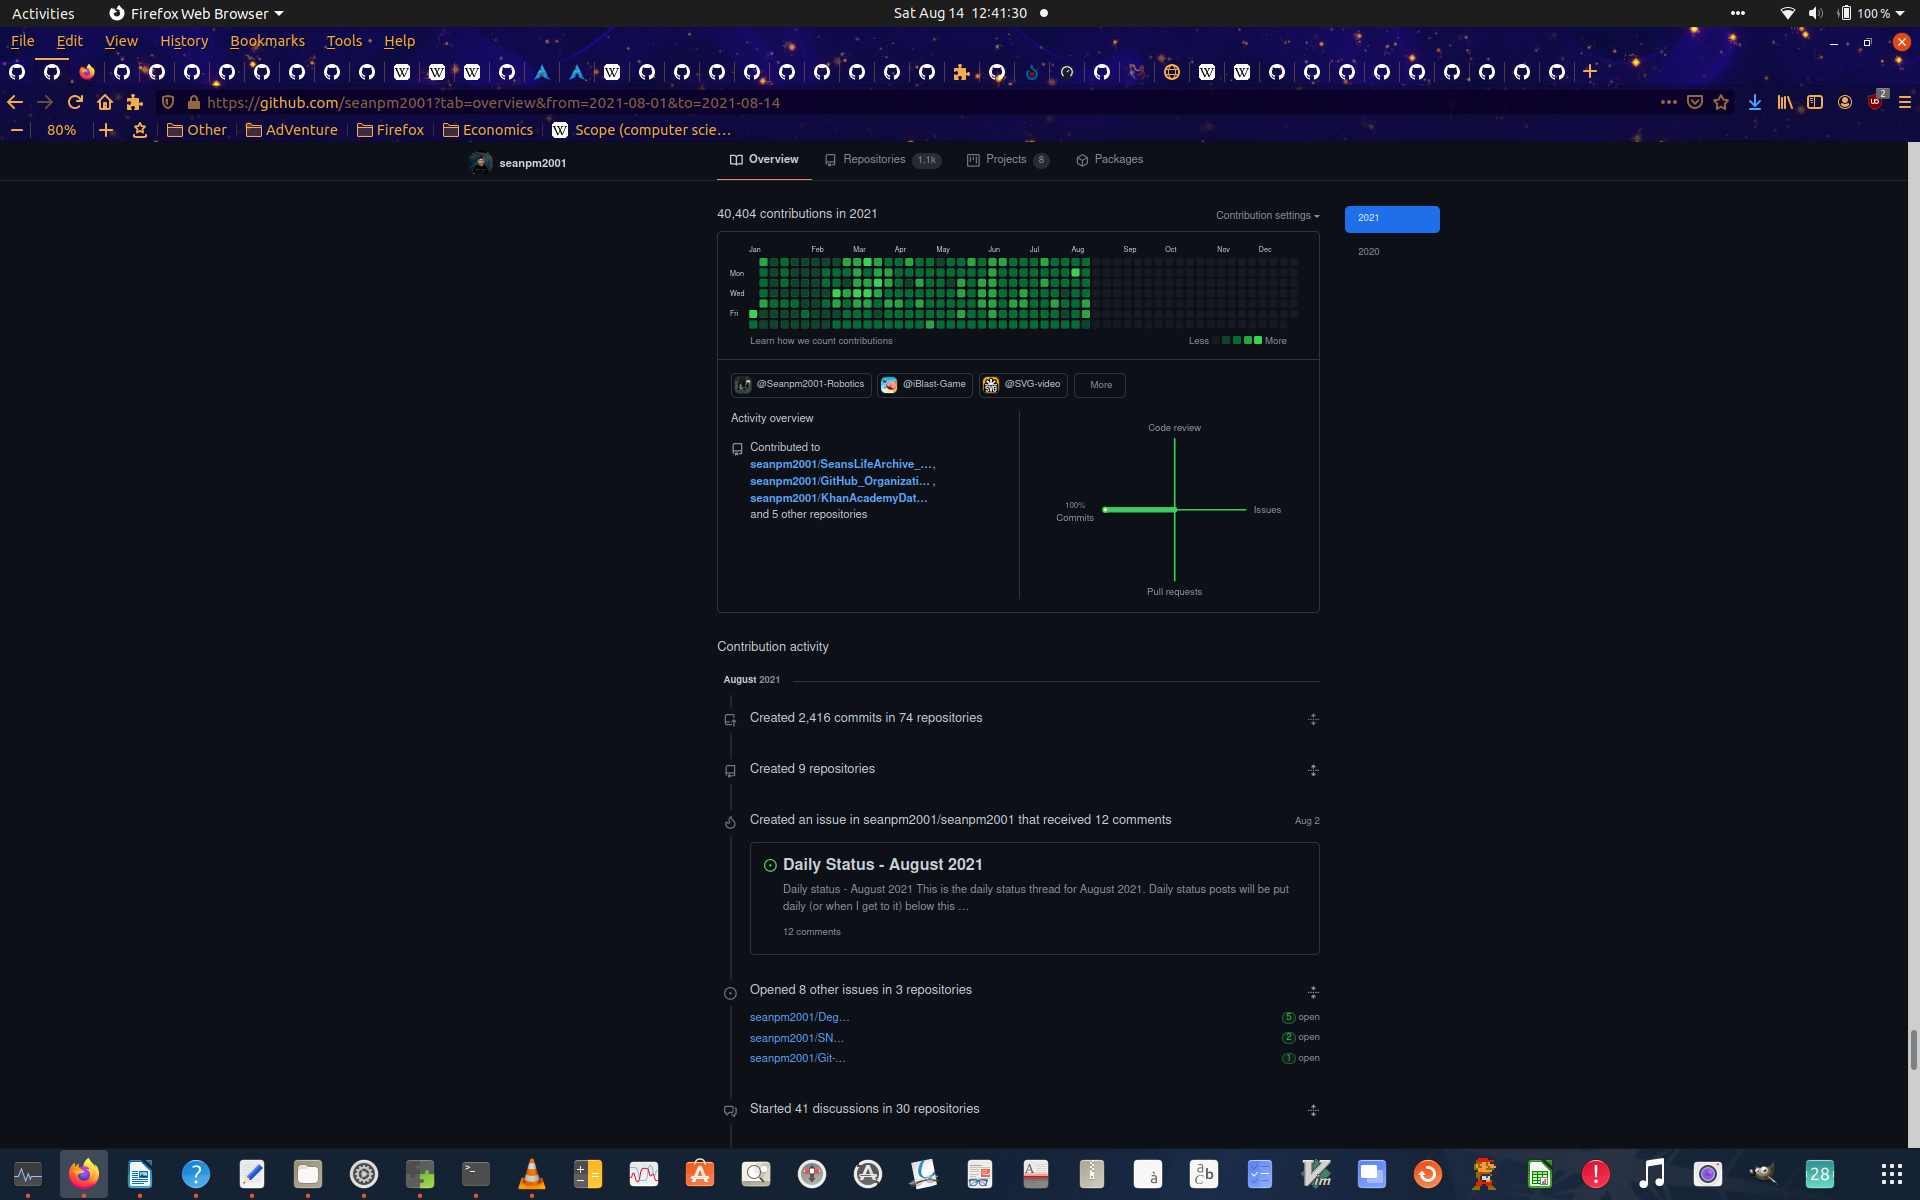 Activities Firefox Web Browser Sat Aug 14 12:41:30 100 %
File Edit View History Bookmarks Tools Help
https://github.com/seanpm2001?tab=overview&from=2021-08-01&to=2021-08-14 2
80% Other AdVenture Firefox Economics Scope (computer scie…
seanpm2001 Overview Repositories 1.1k Projects 8 Packages
40,404 contributions in 2021 Contribution settings 2021
2020
Jan Feb Mar Apr May Jun Jul Aug Sep Oct Nov Dec
Mon
Wed
Fri
Learn how we count contributions Less More
@Seanpm2001-Robotics @iBlast-Game @SVG-video More
Activity overview
Contributed to
seanpm2001/SeansLifeArchive_…,
seanpm2001/GitHub_Organizati… ,
seanpm2001/KhanAcademyDat…
and 5 other repositories
Code review
100%
Commits
Issues
Pull requests
Contribution activity
August 2021
Created 2,416 commits in 74 repositories
Created 9 repositories
Created an issue in seanpm2001/seanpm2001 that received 12 comments Aug 2
Daily Status - August 2021
Daily status - August 2021 This is the daily status thread for August 2021. Daily status posts will be put
daily (or when I get to it) below this …
12 comments
Opened 8 other issues in 3 repositories
seanpm2001/Deg… 5 open
seanpm2001/SN… 2 open
seanpm2001/Git-… 1 open
Started 41 discussions in 30 repositories
28